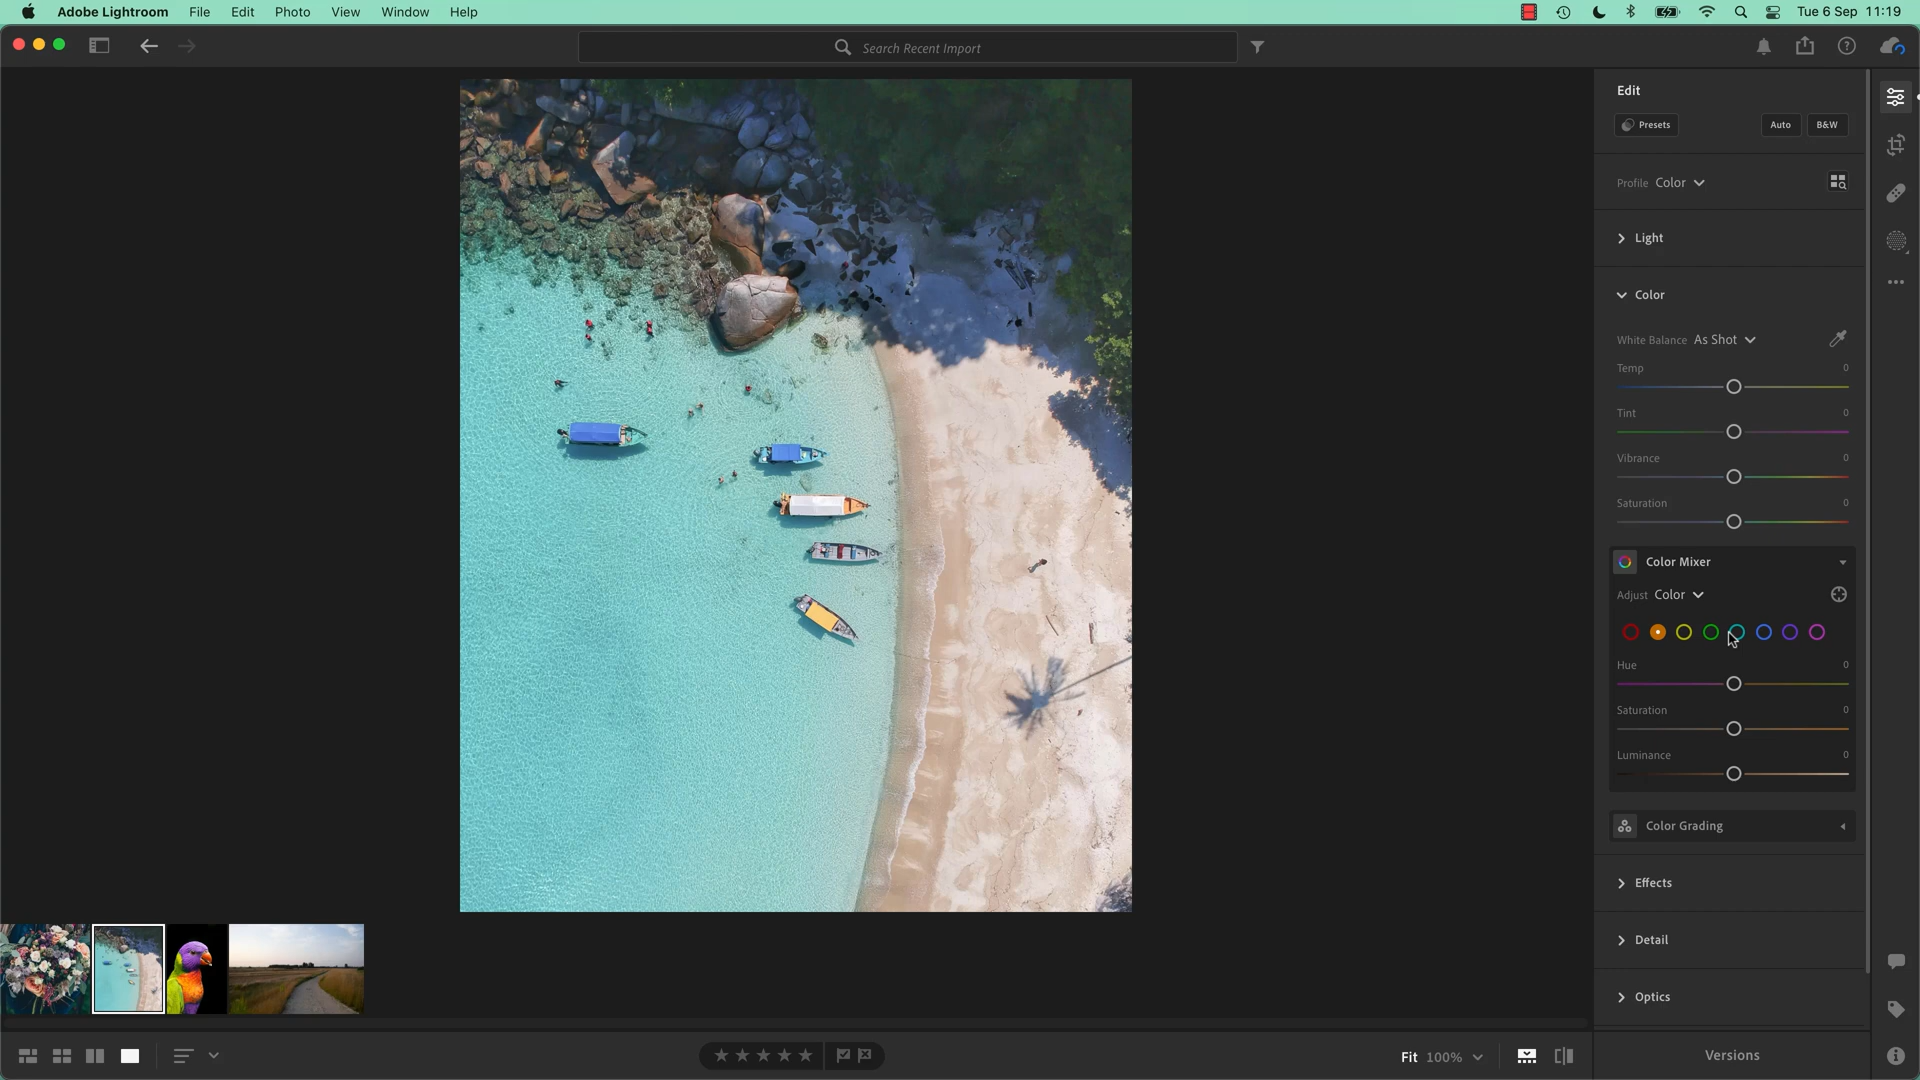 Adobe Lightroom File Edit Photo View Window Help Tue 6 Sep 11:19
Search Recent Import
Edit
Presets Auto B&W
Profile Color
Light
Color
White Balance As Shot
Temp 0
Tint 0
Vibrance 0
Saturation 0
Color Mixer
Adjust Color
Hue 0
Saturation 0
Luminance 0
Color Grading
Effects
Detail
Optics
Fit 100% Versions